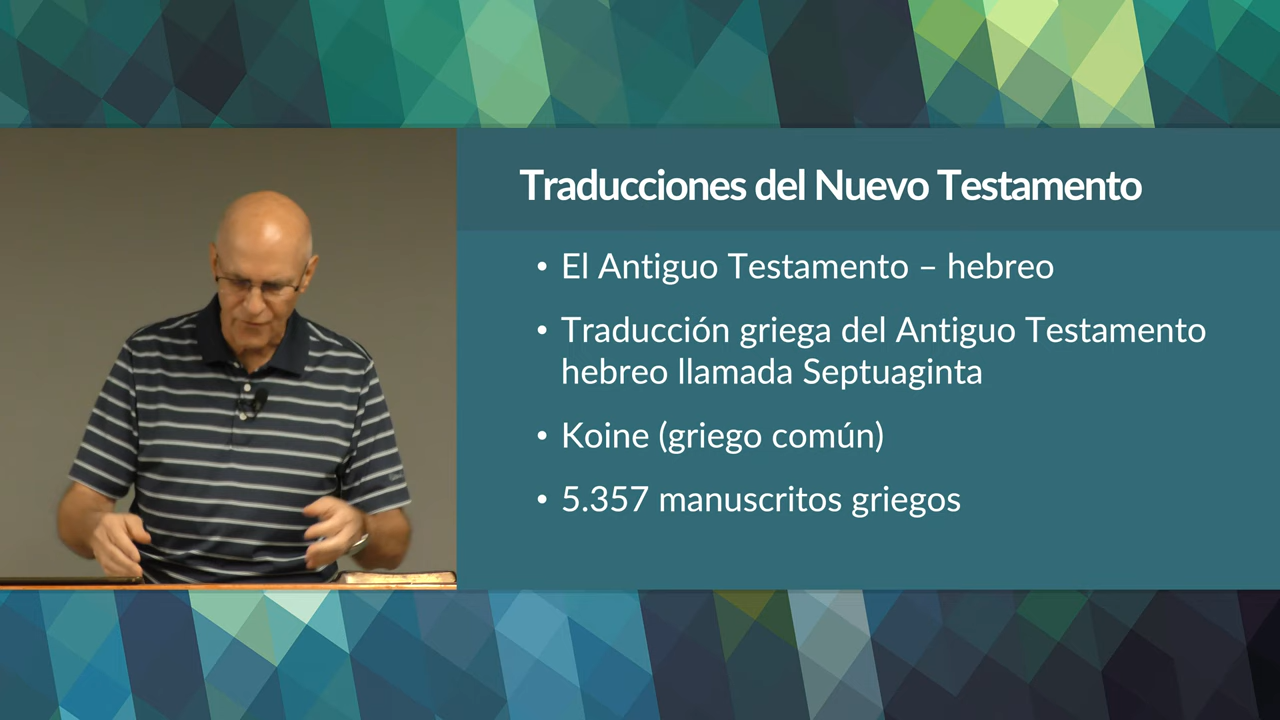 Traducciones del Nuevo Testamento
• El Antiguo Testamento – hebreo
• Traducción griega del Antiguo Testamento
hebreo llamada Septuaginta
• Koine (griego común)
• 5.357 manuscritos griegos